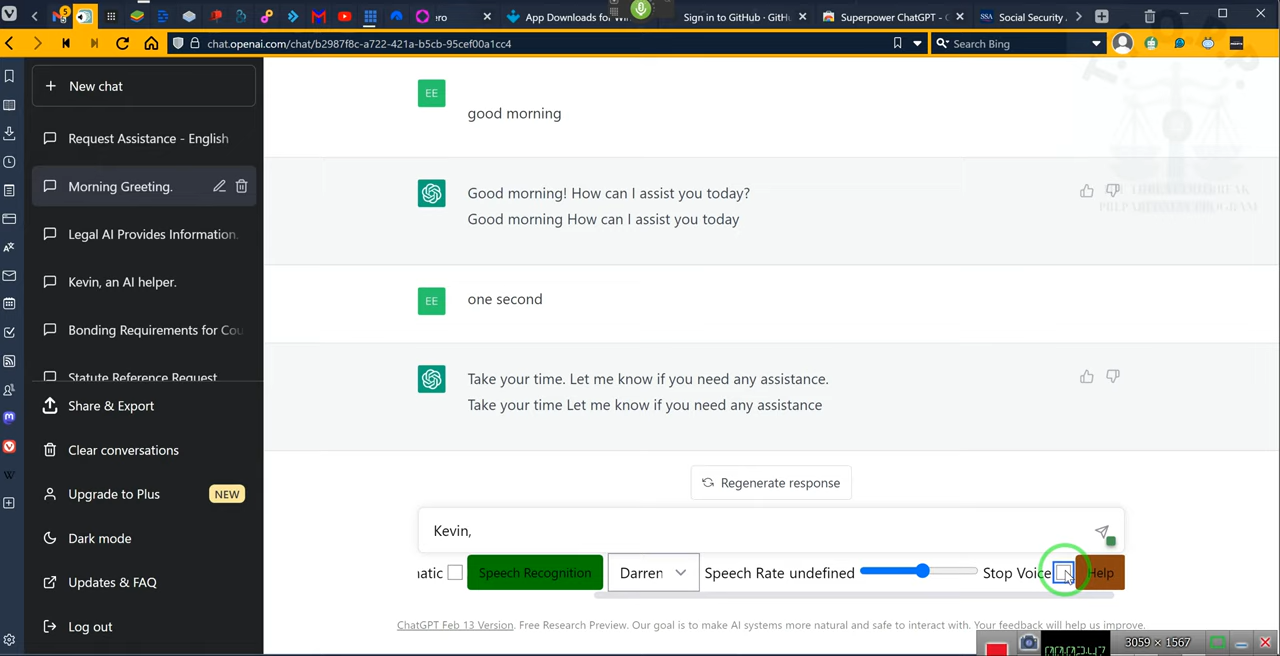 5
ero
App Downloads for Wi
Sign in to GitHub · GitHu
Superpower ChatGPT - C
SSA
Social Security
chat.openai.com/chat/b2987f8c-a722-421a-b5cb-95cef00a1cc4
Search Bing
+ New chat
Request Assistance - English
Morning Greeting.
Legal AI Provides Information.
Kevin, an AI helper.
Bonding Requirements for Cou
Statute Reference Request
Share & Export
Clear conversations
Upgrade to Plus
NEW
Dark mode
Updates & FAQ
Log out
EE
good morning
Good morning! How can I assist you today?
Good morning How can I assist you today
EE
one second
Take your time. Let me know if you need any assistance.
Take your time Let me know if you need any assistance
Regenerate response
Kevin,
natic
Speech Recognition
Darren
Speech Rate undefined
Stop Voice
Help
ChatGPT Feb 13 Version. Free Research Preview. Our goal is to make AI systems more natural and safe to interact with. Your feedback will help us improve.
3059 × 1567